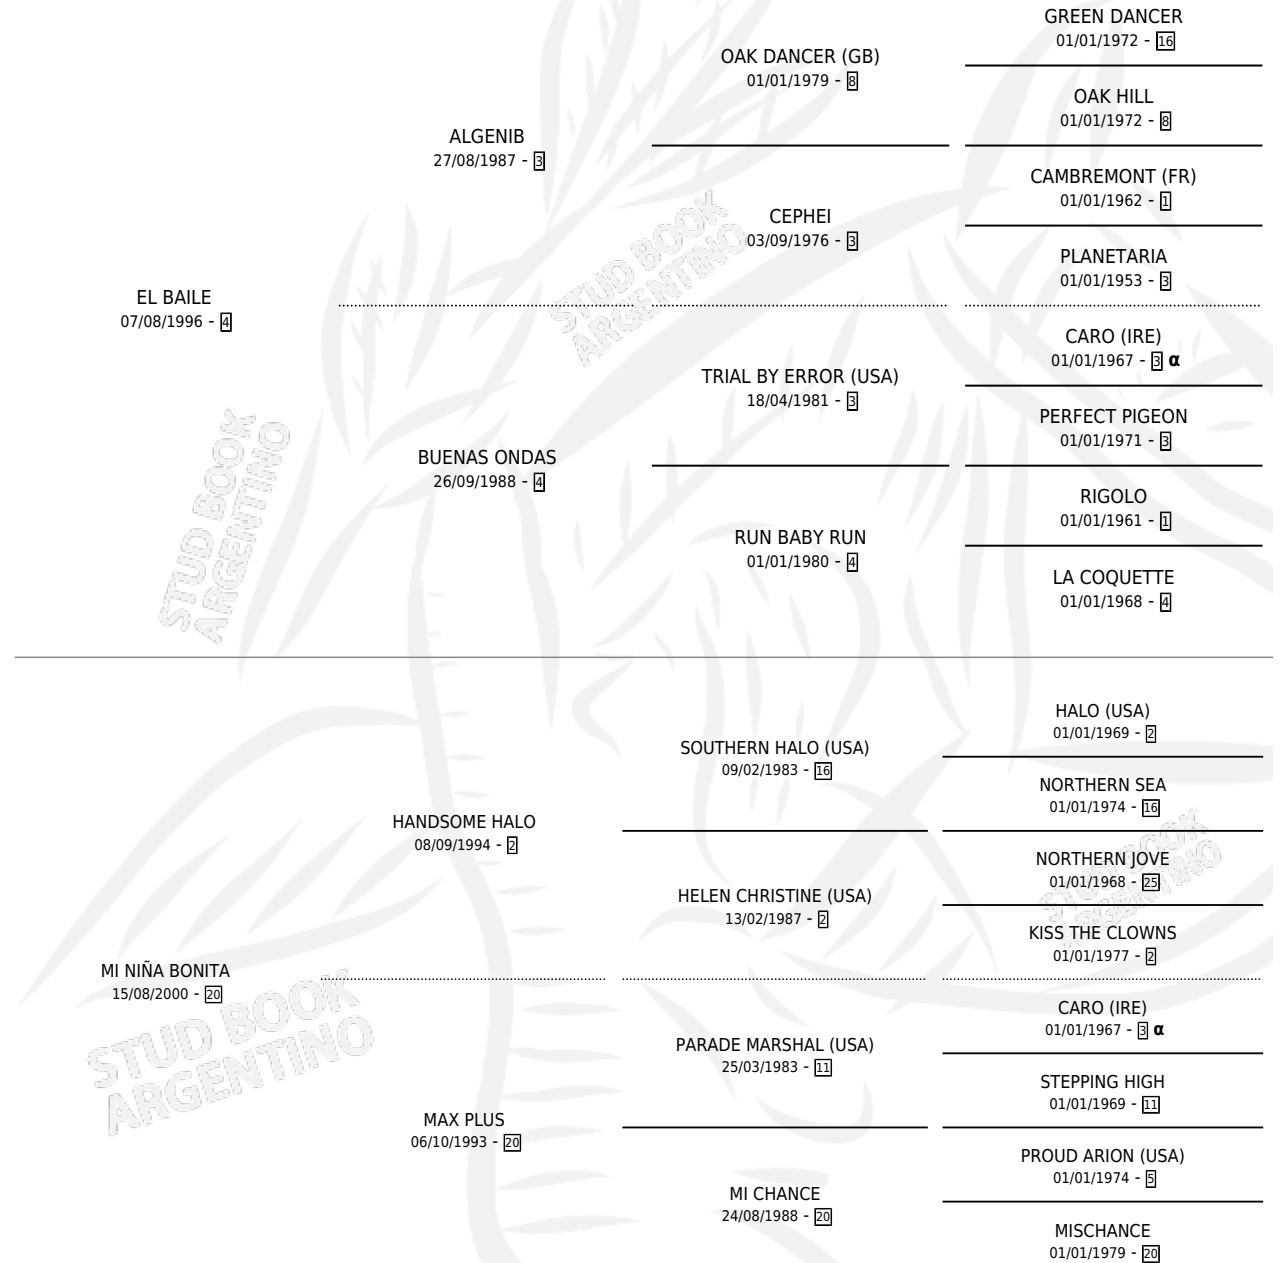 GREEN DANCER
01/01/1972 - 16
OAK DANCER (GB)
01/01/1979 - 8
OAK HILL
01/01/1972 - 8
ALGENIB
27/08/1987 - 3
CAMBREMONT (FR)
01/01/1962 - 1
CEPHEI
03/09/1976 - 3
PLANETARIA
01/01/1953 - 3
EL BAILE
07/08/1996 - 4
CARO (IRE)
01/01/1967 - 3 α
TRIAL BY ERROR (USA)
18/04/1981 - 3
PERFECT PIGEON
01/01/1971 - 3
BUENAS ONDAS
26/09/1988 - 4
RIGOLO
01/01/1961 - 1
RUN BABY RUN
01/01/1980 - 4
LA COQUETTE
01/01/1968 - 4
HALO (USA)
01/01/1969 - 2
SOUTHERN HALO (USA)
09/02/1983 - 16
NORTHERN SEA
01/01/1974 - 16
HANDSOME HALO
08/09/1994 - 2
NORTHERN JOVE
01/01/1968 - 25
HELEN CHRISTINE (USA)
13/02/1987 - 2
KISS THE CLOWNS
01/01/1977 - 2
MI NIÑA BONITA
15/08/2000 - 20
CARO (IRE)
01/01/1967 - 3 α
PARADE MARSHAL (USA)
25/03/1983 - 11
STEPPING HIGH
01/01/1969 - 11
MAX PLUS
06/10/1993 - 20
PROUD ARION (USA)
01/01/1974 - 5
MI CHANCE
24/08/1988 - 20
MISCHANCE
01/01/1979 - 20
STUD BOOK
ARGENTINO
STUD BOOK
ARGENTINO
STUD BOOK
ARGENTINO
STUD BOOK
ARGENTINO